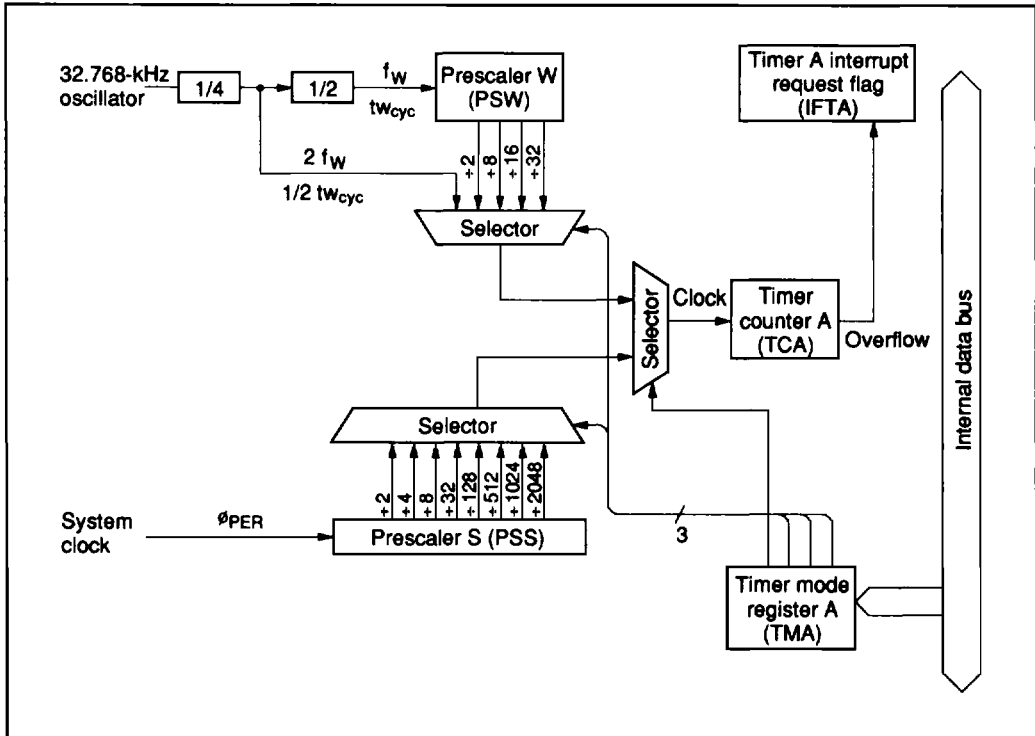 32.768-kHz
oscillator
1/4
1/2
fW
twcyc
Prescaler W
(PSW)
2 fW
1/2 twcyc
÷2
÷8
÷16
÷32
Selector
Timer A interrupt
request flag
(IFTA)
Selector
Clock
Timer
counter A
(TCA)
Overflow
Internal data bus
Selector
÷2
÷4
÷8
÷32
÷128
÷512
÷1024
÷2048
System
clock
øPER
Prescaler S (PSS)
3
Timer mode
register A
(TMA)